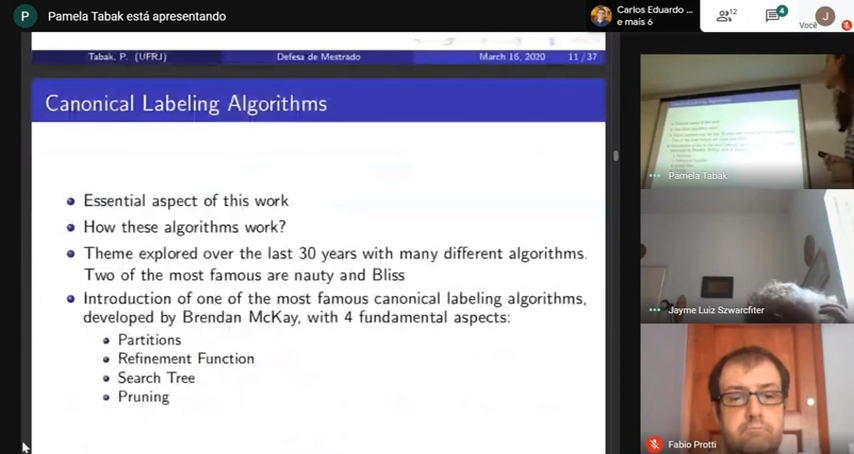 P Pamela Tabak está apresentando
Carlos Eduardo ...
e mais 6
12
4
J
Você
Tabak, P. (UFRJ) Defesa de Mestrado March 16, 2020 11 / 37
Canonical Labeling Algorithms
Essential aspect of this work
How these algorithms work?
Theme explored over the last 30 years with many different algorithms.
Two of the most famous are nauty and Bliss
Introduction of one of the most famous canonical labeling algorithms,
developed by Brendan McKay, with 4 fundamental aspects:
Partitions
Refinement Function
Search Tree
Pruning
Pamela Tabak
Jayme Luiz Szwarcfiter
Fabio Protti